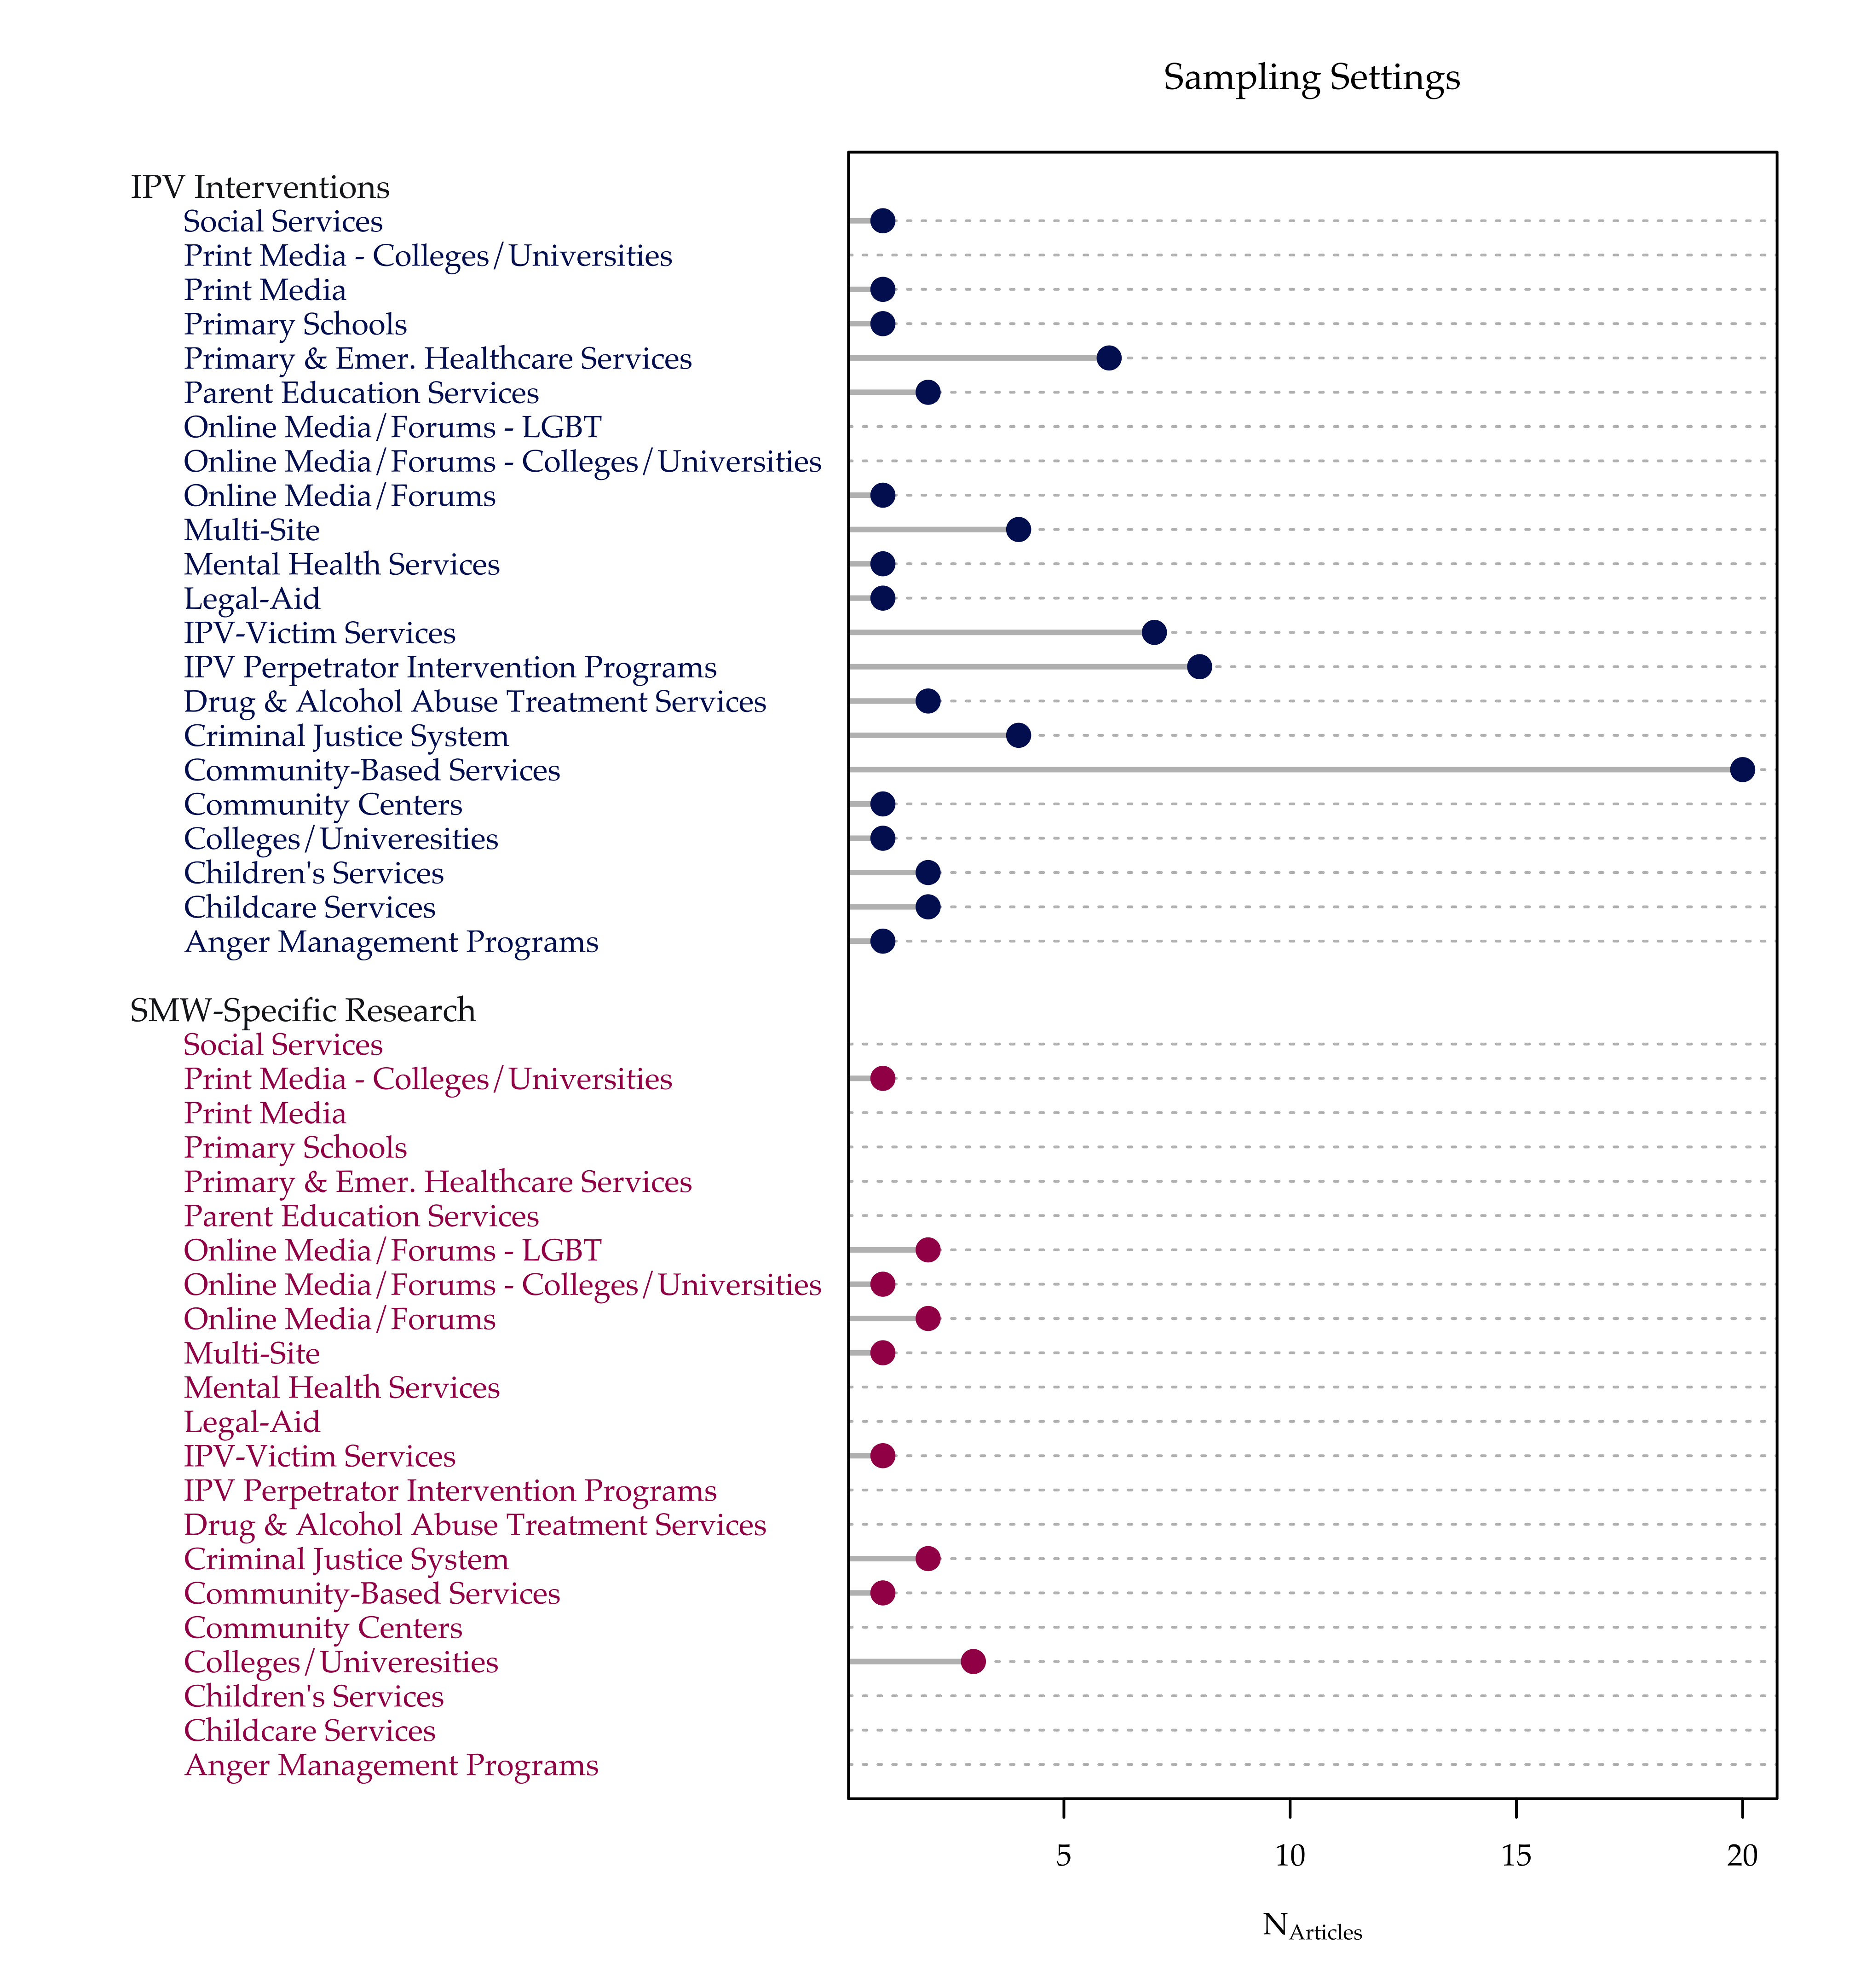 Sampling Settings
IPV Interventions
Social Services
Print Media - Colleges/Universities
Print Media
Primary Schools
Primary & Emer. Healthcare Services
Parent Education Services
Online Media/Forums - LGBT
Online Media/Forums - Colleges/Universities
Online Media/Forums
Multi-Site
Mental Health Services
Legal-Aid
IPV-Victim Services
IPV Perpetrator Intervention Programs
Drug & Alcohol Abuse Treatment Services
Criminal Justice System
Community-Based Services
Community Centers
Colleges/Univeresities
Children's Services
Childcare Services
Anger Management Programs
SMW-Specific Research
Social Services
Print Media - Colleges/Universities
Print Media
Primary Schools
Primary & Emer. Healthcare Services
Parent Education Services
Online Media/Forums - LGBT
Online Media/Forums - Colleges/Universities
Online Media/Forums
Multi-Site
Mental Health Services
Legal-Aid
IPV-Victim Services
IPV Perpetrator Intervention Programs
Drug & Alcohol Abuse Treatment Services
Criminal Justice System
Community-Based Services
Community Centers
Colleges/Univeresities
Children's Services
Childcare Services
Anger Management Programs
5 10 15 20
NArticles